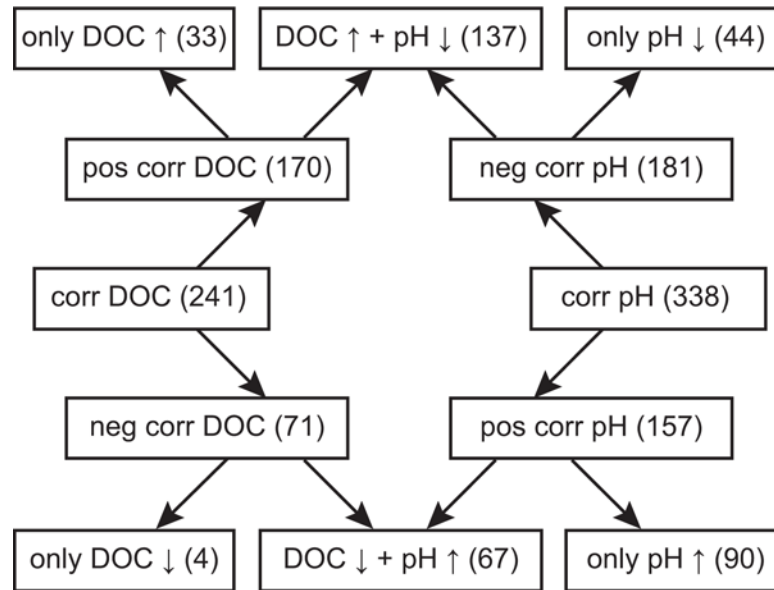 only DOC ↑ (33)
DOC ↑ + pH ↓ (137)
only pH ↓ (44)
pos corr DOC (170)
neg corr pH (181)
corr DOC (241)
corr pH (338)
neg corr DOC (71)
pos corr pH (157)
only DOC ↓ (4)
DOC ↓ + pH ↑ (67)
only pH ↑ (90)